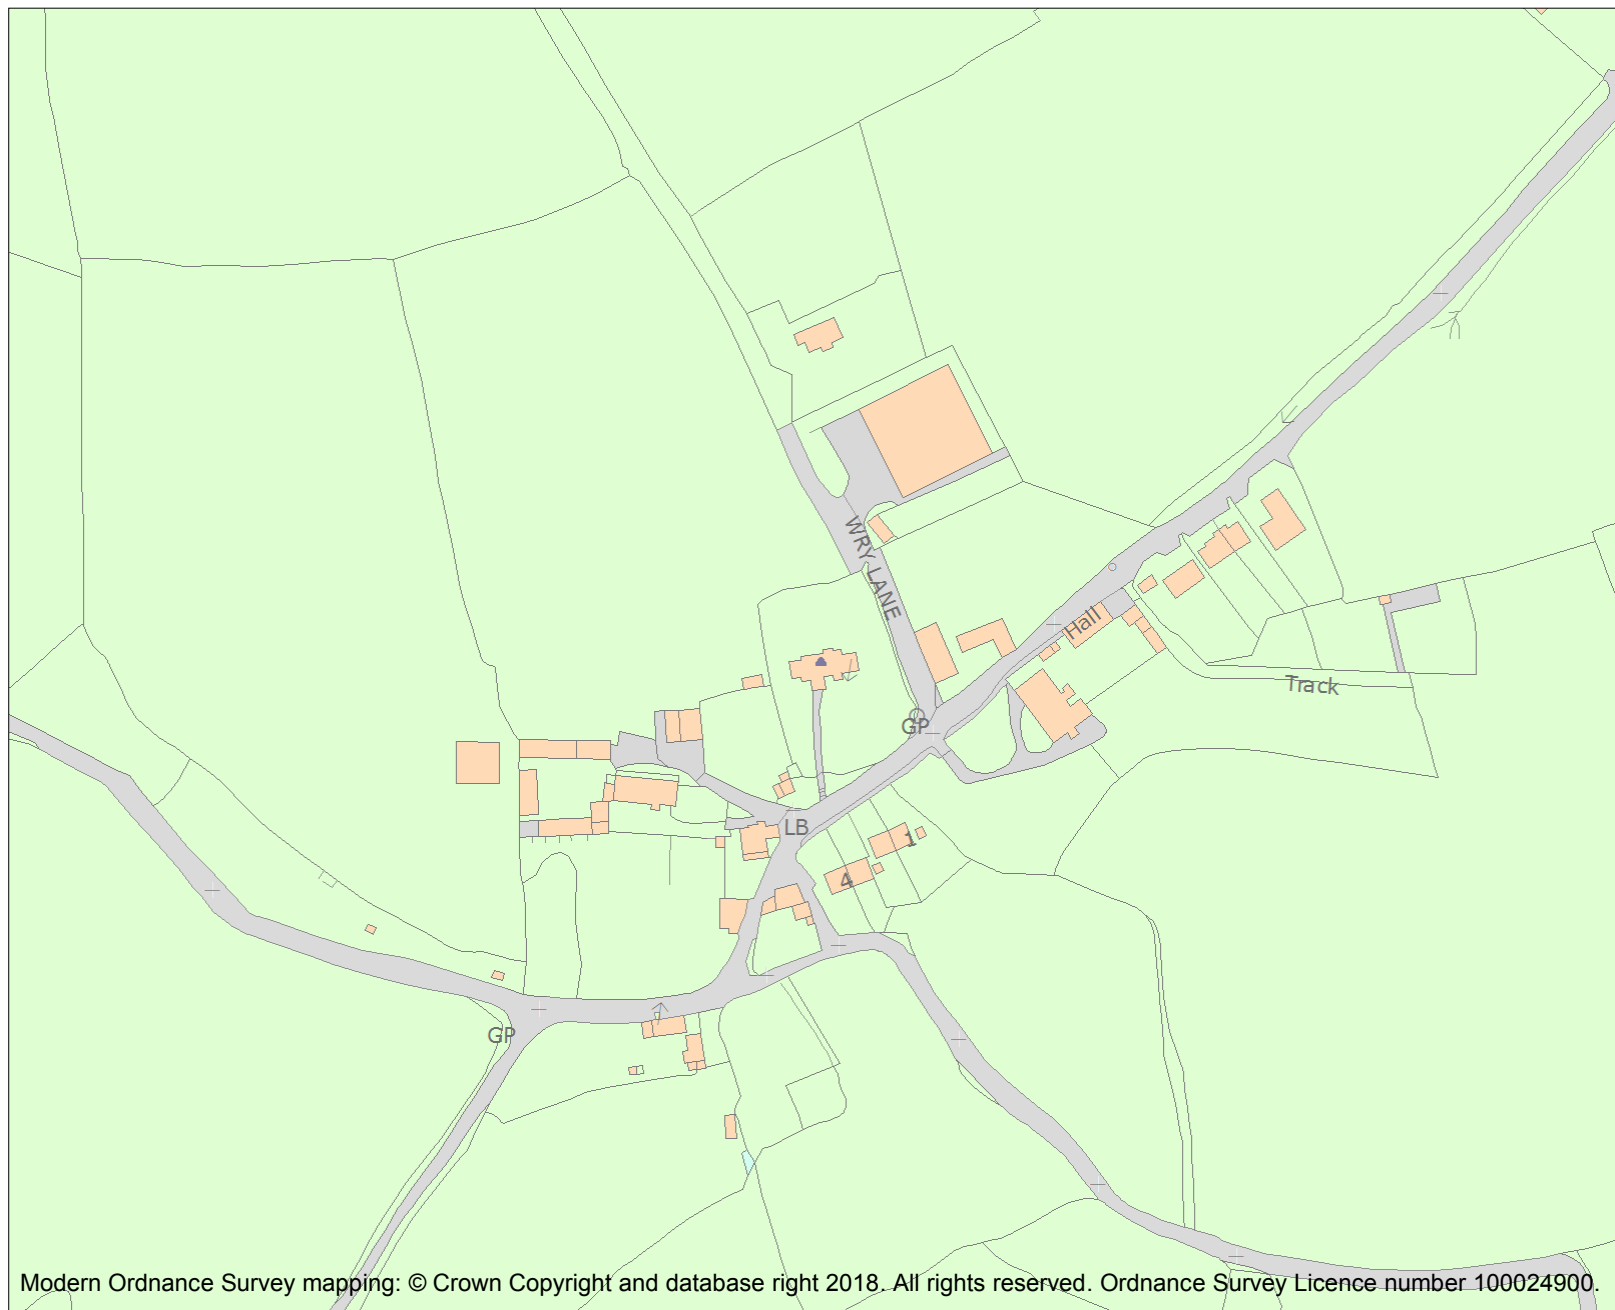 WRY LANE
Hall
Track
GP
LB
1
4
GP
Modern Ordnance Survey mapping: © Crown Copyright and database right 2018. All rights reserved. Ordnance Survey Licence number 100024900.